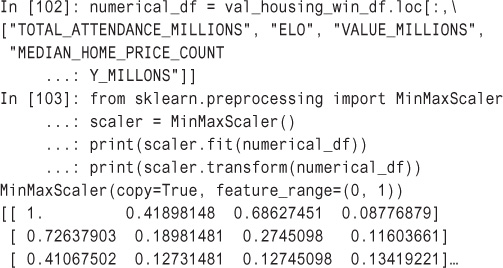 In [102]: numerical_df = val_housing_win_df.loc[:,\
["TOTAL_ATTENDANCE_MILLIONS", "ELO", "VALUE_MILLIONS",
"MEDIAN_HOME_PRICE_COUNT
...: Y_MILLONS"]]
In [103]: from sklearn.preprocessing import MinMaxScaler
...: scaler = MinMaxScaler()
...: print(scaler.fit(numerical_df))
...: print(scaler.transform(numerical_df))
MinMaxScaler(copy=True, feature_range=(0, 1))
[[ 1. 0.41898148 0.68627451 0.08776879]
[ 0.72637903 0.18981481 0.2745098 0.11603661]
[ 0.41067502 0.12731481 0.12745098 0.13419221]…